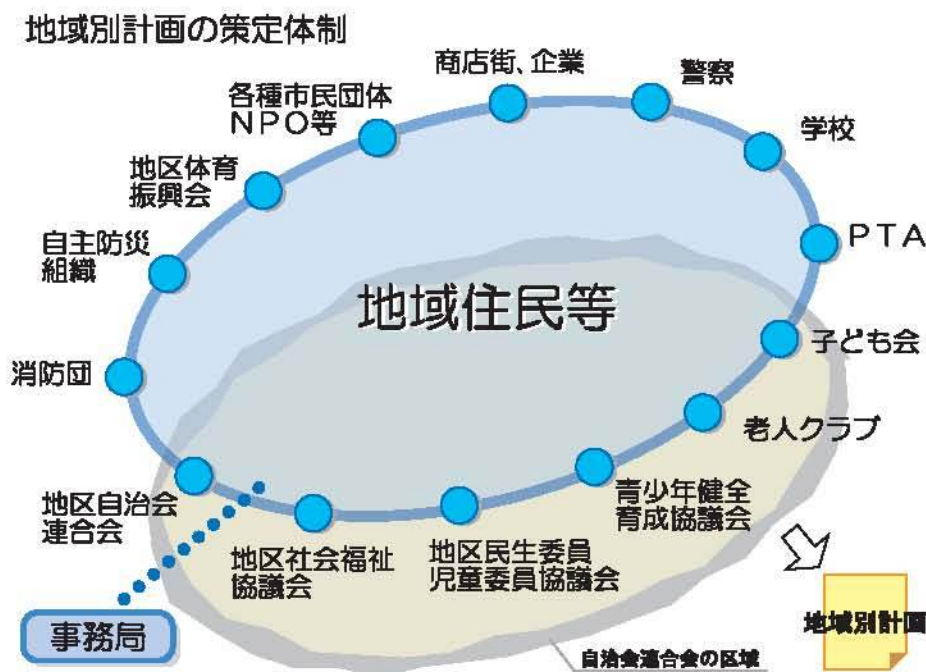 地域別計画の策定体制
商店街、企業
警察
各種市民団体
NPO等
学校
地区体育
振興会
PTA
自主防災
組織
地域住民等
子ども会
消防団
老人クラブ
青少年健全
育成協議会
地区自治会
連合会
地区社会福祉
協議会
地区民生委員
児童委員協議会
事務局
地域別計画
自治会連合会の区域